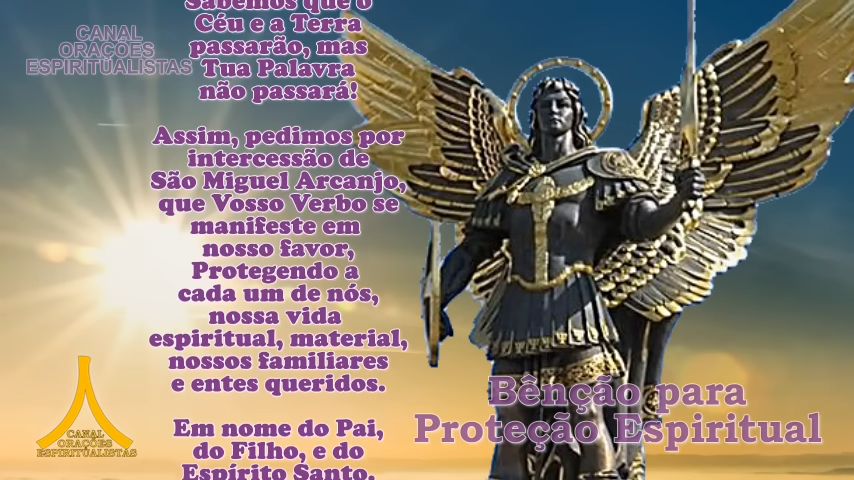 CANAL
ORAÇÕES
ESPIRITUALISTAS
Sabemos que o
Céu e a Terra
passarão, mas
Tua Palavra
não passará!
Assim, pedimos por
intercessão de
São Miguel Arcanjo,
que Vosso Verbo se
manifeste em
nosso favor,
Protegendo a
cada um de nós,
nossa vida
espiritual, material,
nossos familiares
e entes queridos.
Em nome do Pai,
do Filho, e do
Espírito Santo.
Bênção para
Proteção Espiritual
CANAL
ORAÇÕES
ESPIRITUALISTAS